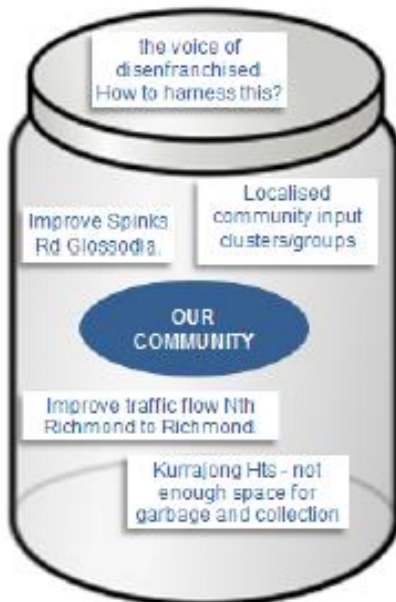 the voice of
disenfranchised.
How to harness this?
Localised
community input
clusters/groups
Improve Spinks
Rd Glossodia.
OUR
COMMUNITY
Improve traffic flow Nth
Richmond to Richmond.
Kurrajong Hts - not
enough space for
garbage and collection